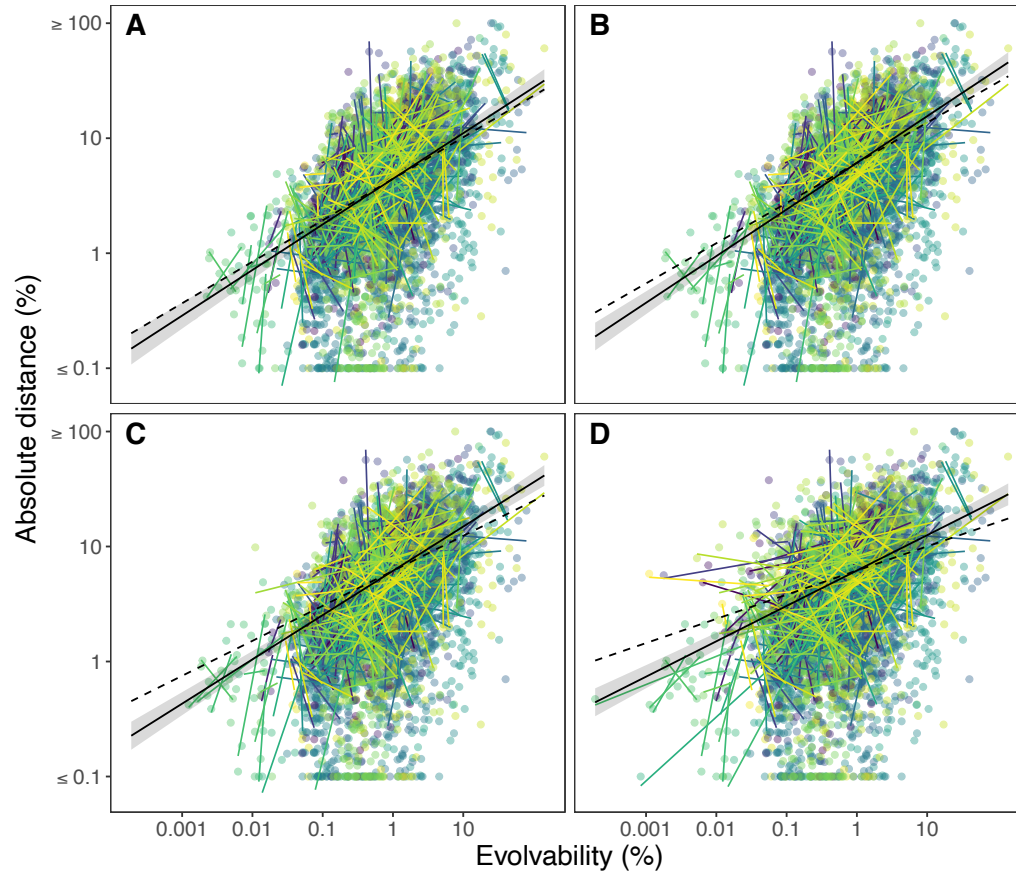 A
B
≥ 100
10
1
≤ 0.1
C
D
≥ 100
10
1
≤ 0.1
Absolute distance (%)
0.001 0.01 0.1 1 10
0.001 0.01 0.1 1 10
Evolvability (%)